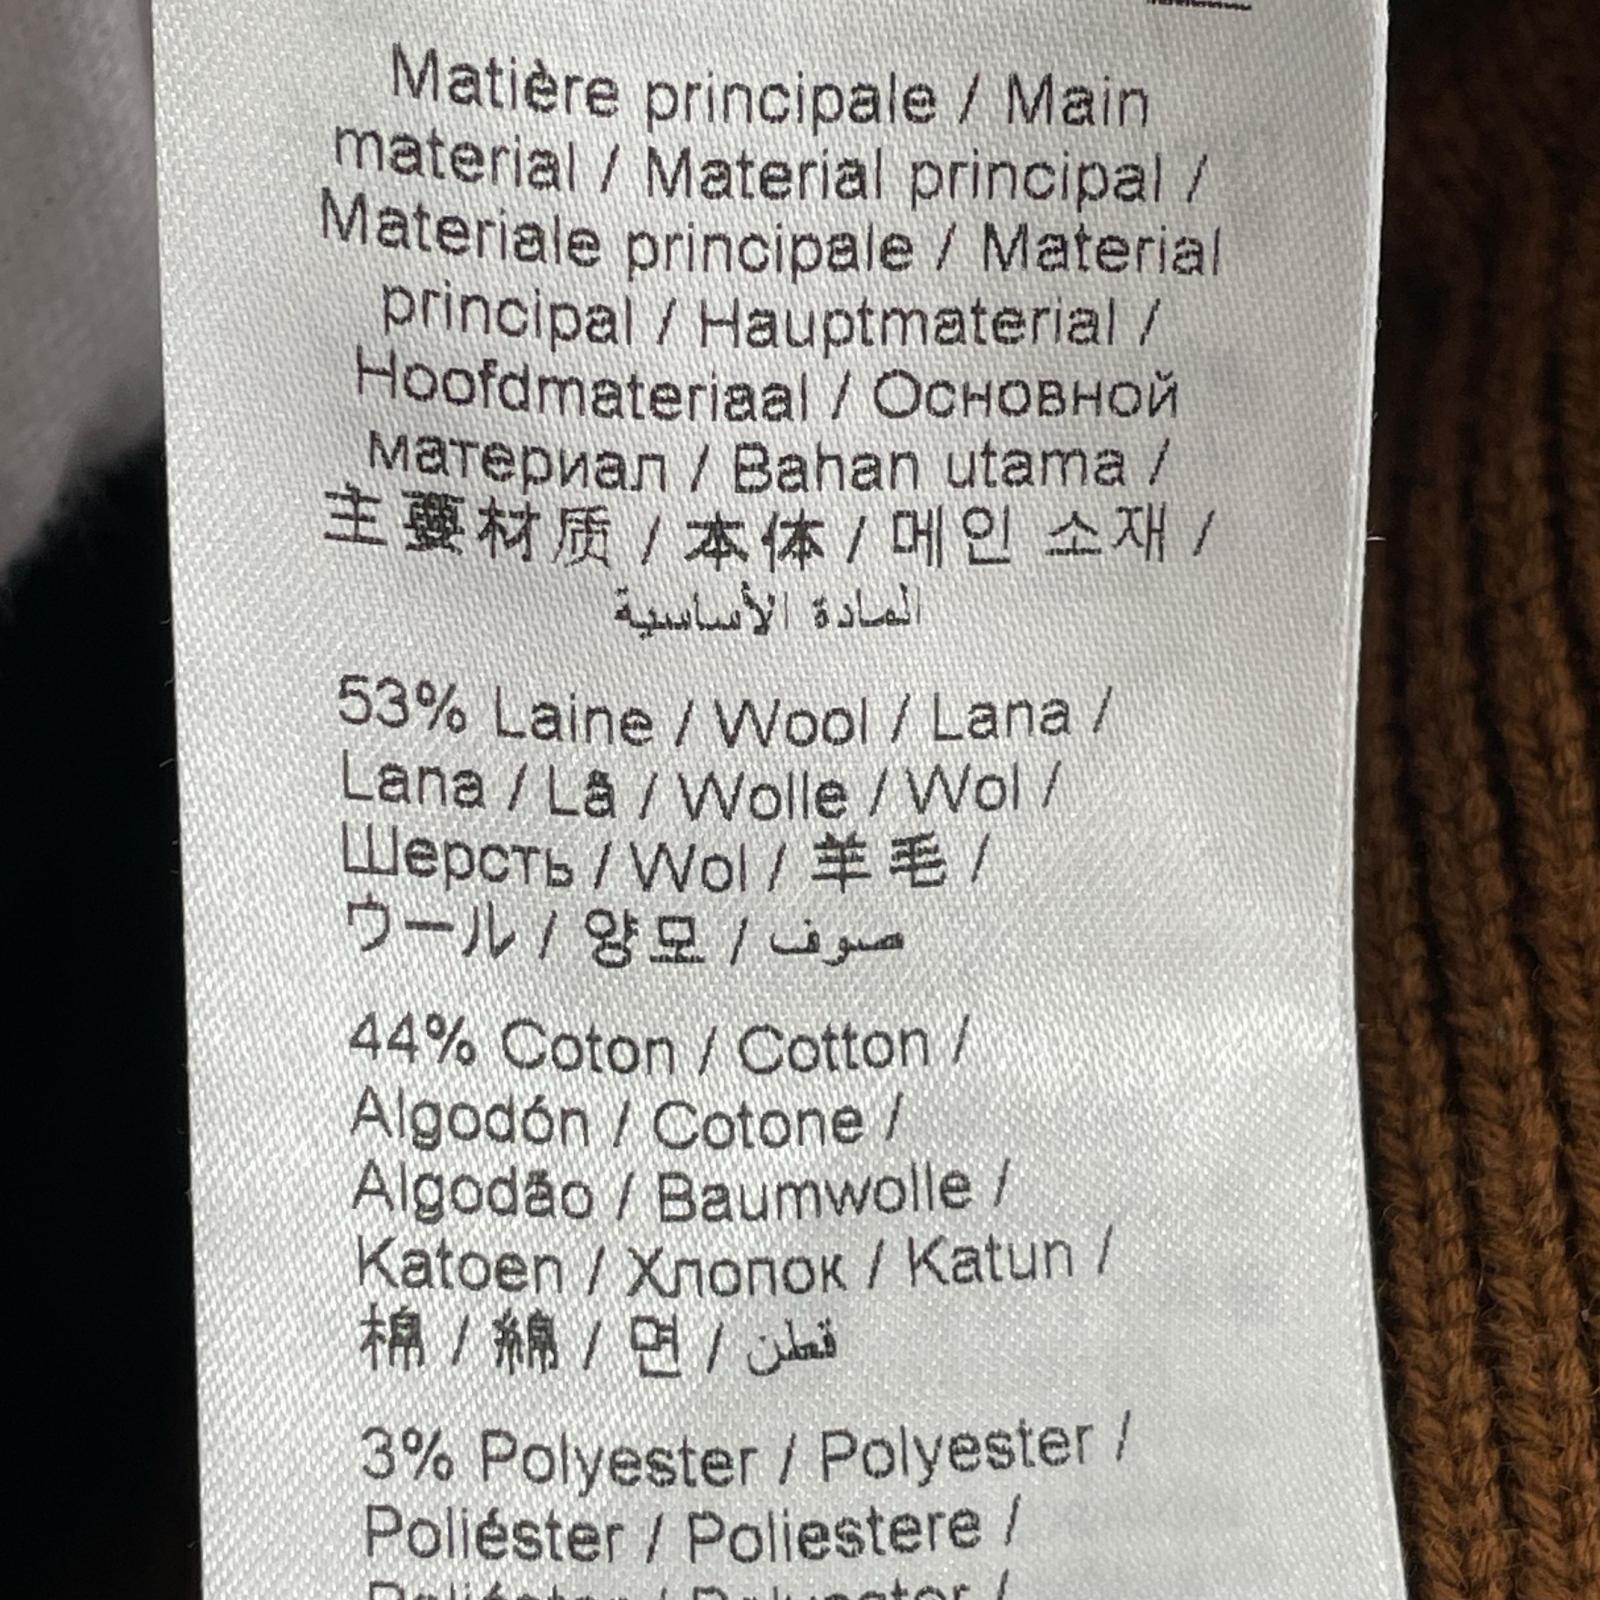 Matière principale / Main
material / Material principal /
Materiale principale / Material
principal / Hauptmaterial /
Hoofdmateriaal / Основной
материал / Bahan utama /
主要材质 / 本体 / 메인 소재 /
المادة الأساسية
53% Laine / Wool / Lana /
Lana / Lã / Wolle / Wol /
Шерсть / Wol / 羊毛 /
ウール / 양모 / صوف
44% Coton / Cotton /
Algodón / Cotone /
Algodão / Baumwolle /
Katoen / Хлопок / Katun /
棉 / 綿 / 면 / قطن
3% Polyester / Polyester /
Poliéster / Poliestere /
Poliéster / Polyester /